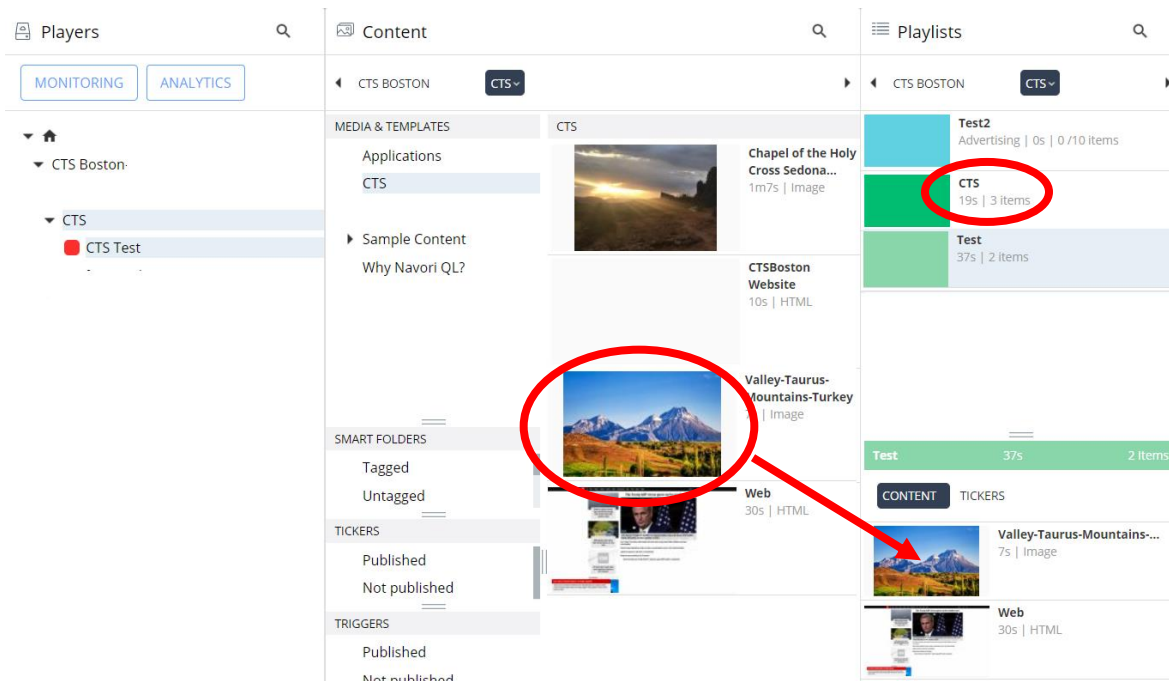 Players
MONITORING
ANALYTICS
CTS Boston
CTS
CTS Test
Content
CTS BOSTON
CTS
MEDIA & TEMPLATES
Applications
CTS
Sample Content
Why Navori QL?
SMART FOLDERS
Tagged
Untagged
TICKERS
Published
Not published
TRIGGERS
Published
Not published
CTS
Chapel of the Holy
Cross Sedona...
1m7s | Image
CTSBoston
Website
10s | HTML
Valley-Taurus-
Mountains-Turkey
| Image
Web
30s | HTML
Playlists
CTS BOSTON
CTS
Test2
Advertising | 0s | 0 /10 items
CTS
19s | 3 items
Test
37s | 2 items
Test 37s 2 Items
CONTENT
TICKERS
Valley-Taurus-Mountains-...
7s | Image
Web
30s | HTML